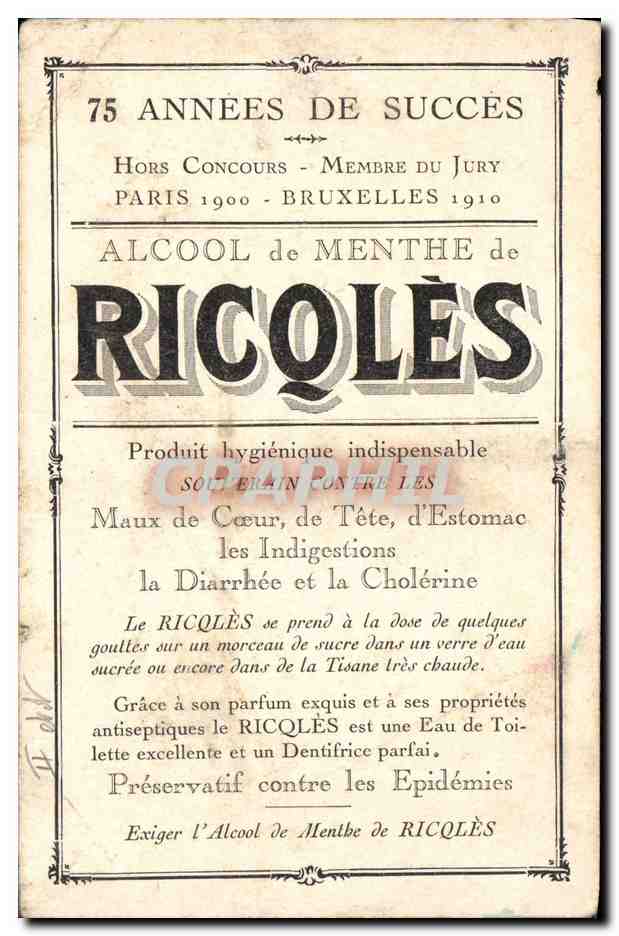 75 ANNÉES DE SUCCÈS
HORS CONCOURS - MEMBRE DU JURY
PARIS 1900 - BRUXELLES 1910
ALCOOL de MENTHE de
RICQLÈS
Produit hygiénique indispensable
SOUVERAIN CONTRE LES
CPARPHIL
Maux de Cœur, de Tête, d'Estomac
les Indigestions
la Diarrhée et la Cholérine
Le RICQLÈS se prend à la dose de quelques
gouttes sur un morceau de sucre dans un verre d'eau
sucrée ou encore dans de la Tisane très chaude.
Grâce à son parfum exquis et à ses propriétés
antiseptiques le RICQLÈS est une Eau de Toi-
lette excellente et un Dentifrice parfai.
Préservatif contre les Epidémies
Exiger l'Alcool de Menthe de RICQLÈS